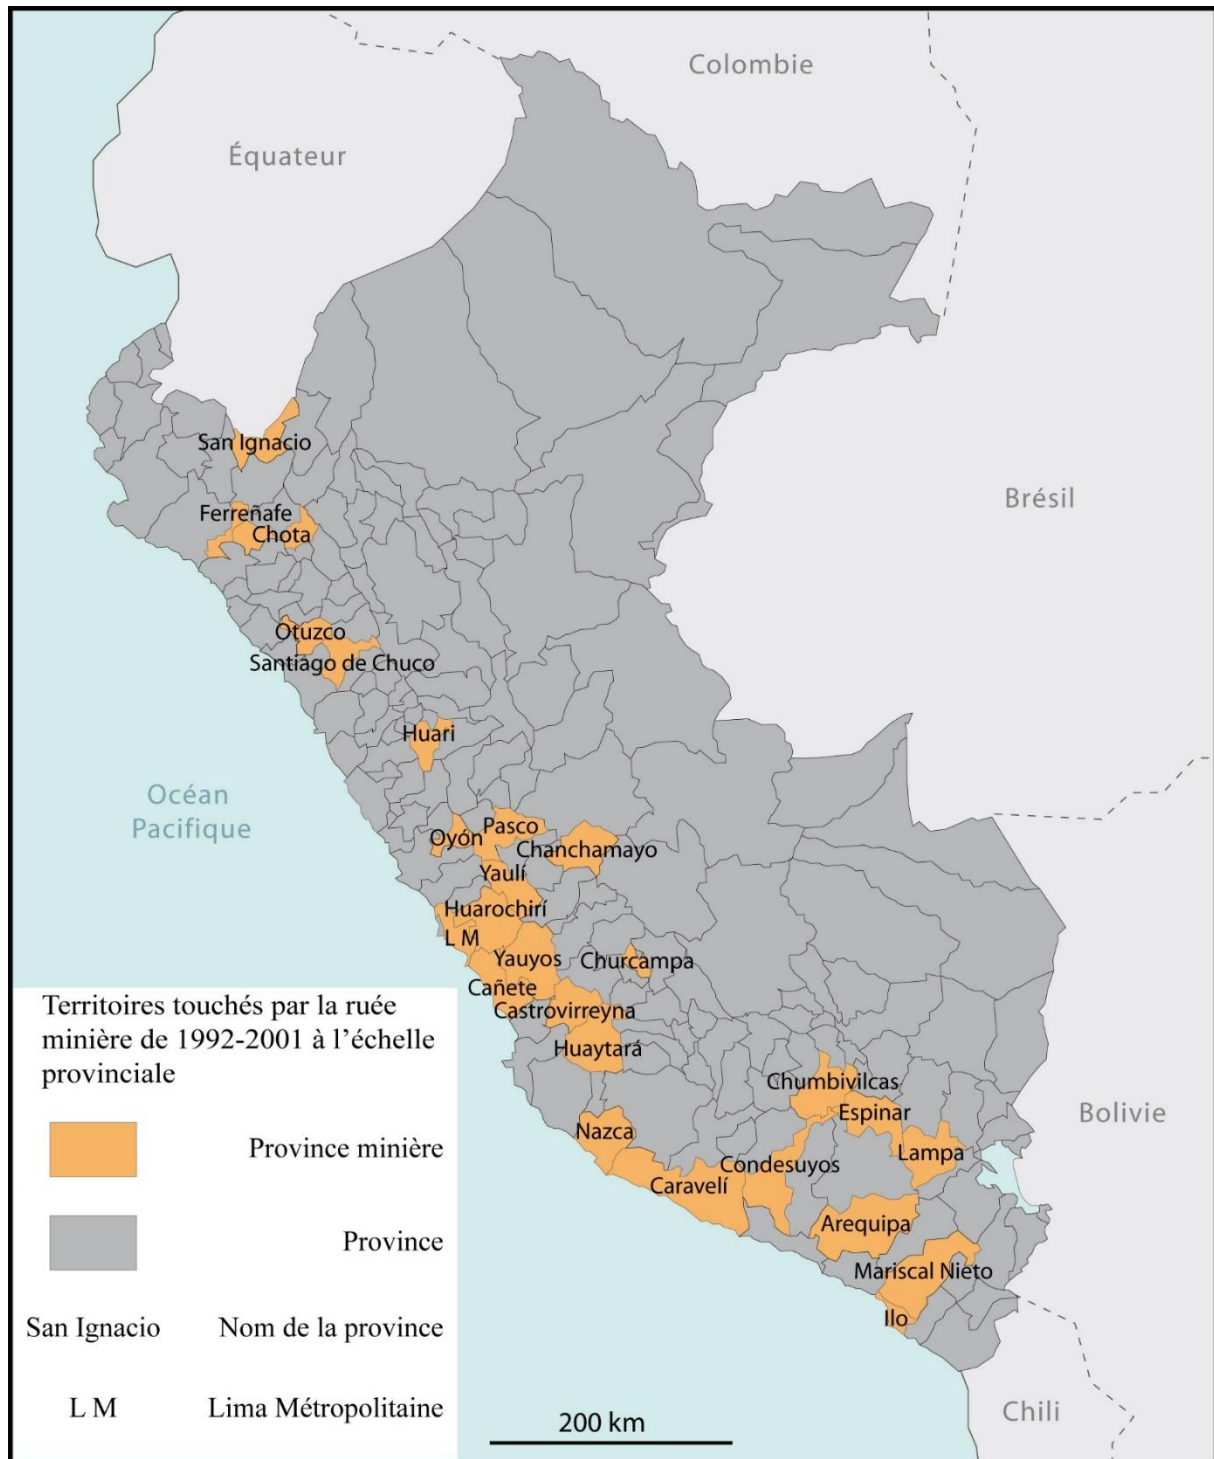 Colombie
Équateur
San Ignacio
Brésil
Ferreñafe
Chota
Otuzco
Santiago de Chuco
Huari
Océan
Pacifique
Pasco
Oyón
Chanchamayo
Yaulí
Huarochirí
L M
Yauyos
Churcampa
Cañete
Castrovirreyna
Huaytará
Chumbivilcas
Espinar
Bolivie
Nazca
Lampa
Condesuyos
Caravelí
Arequipa
Mariscal Nieto
Ilo
Chili
Territoires touchés par la ruée
minière de 1992-2001 à l’échelle
provinciale
Province minière
Province
San Ignacio Nom de la province
L M Lima Métropolitaine
200 km